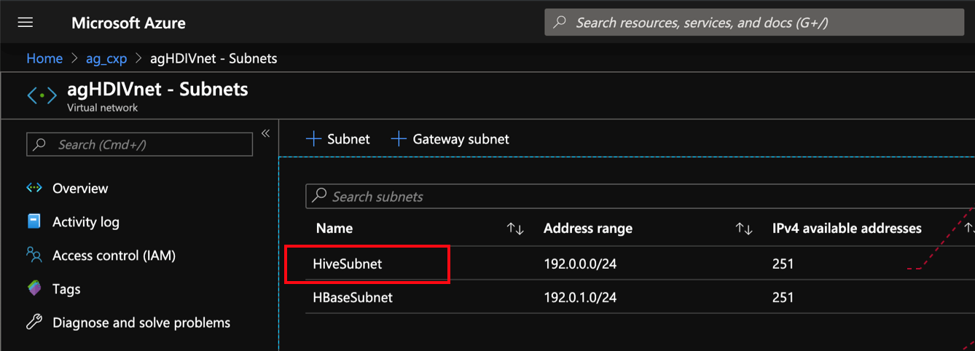 Microsoft Azure
Search resources, services, and docs (G+/)
Home > ag_cxp > agHDIVnet - Subnets
agHDIVnet - Subnets
Virtual network
Search (Cmd+/)
«
Overview
Activity log
Access control (IAM)
Tags
Diagnose and solve problems
+ Subnet + Gateway subnet
Search subnets
Name ↑↓ Address range ↑↓ IPv4 available addresses ↑↓
HiveSubnet 192.0.0.0/24 251
HBaseSubnet 192.0.1.0/24 251